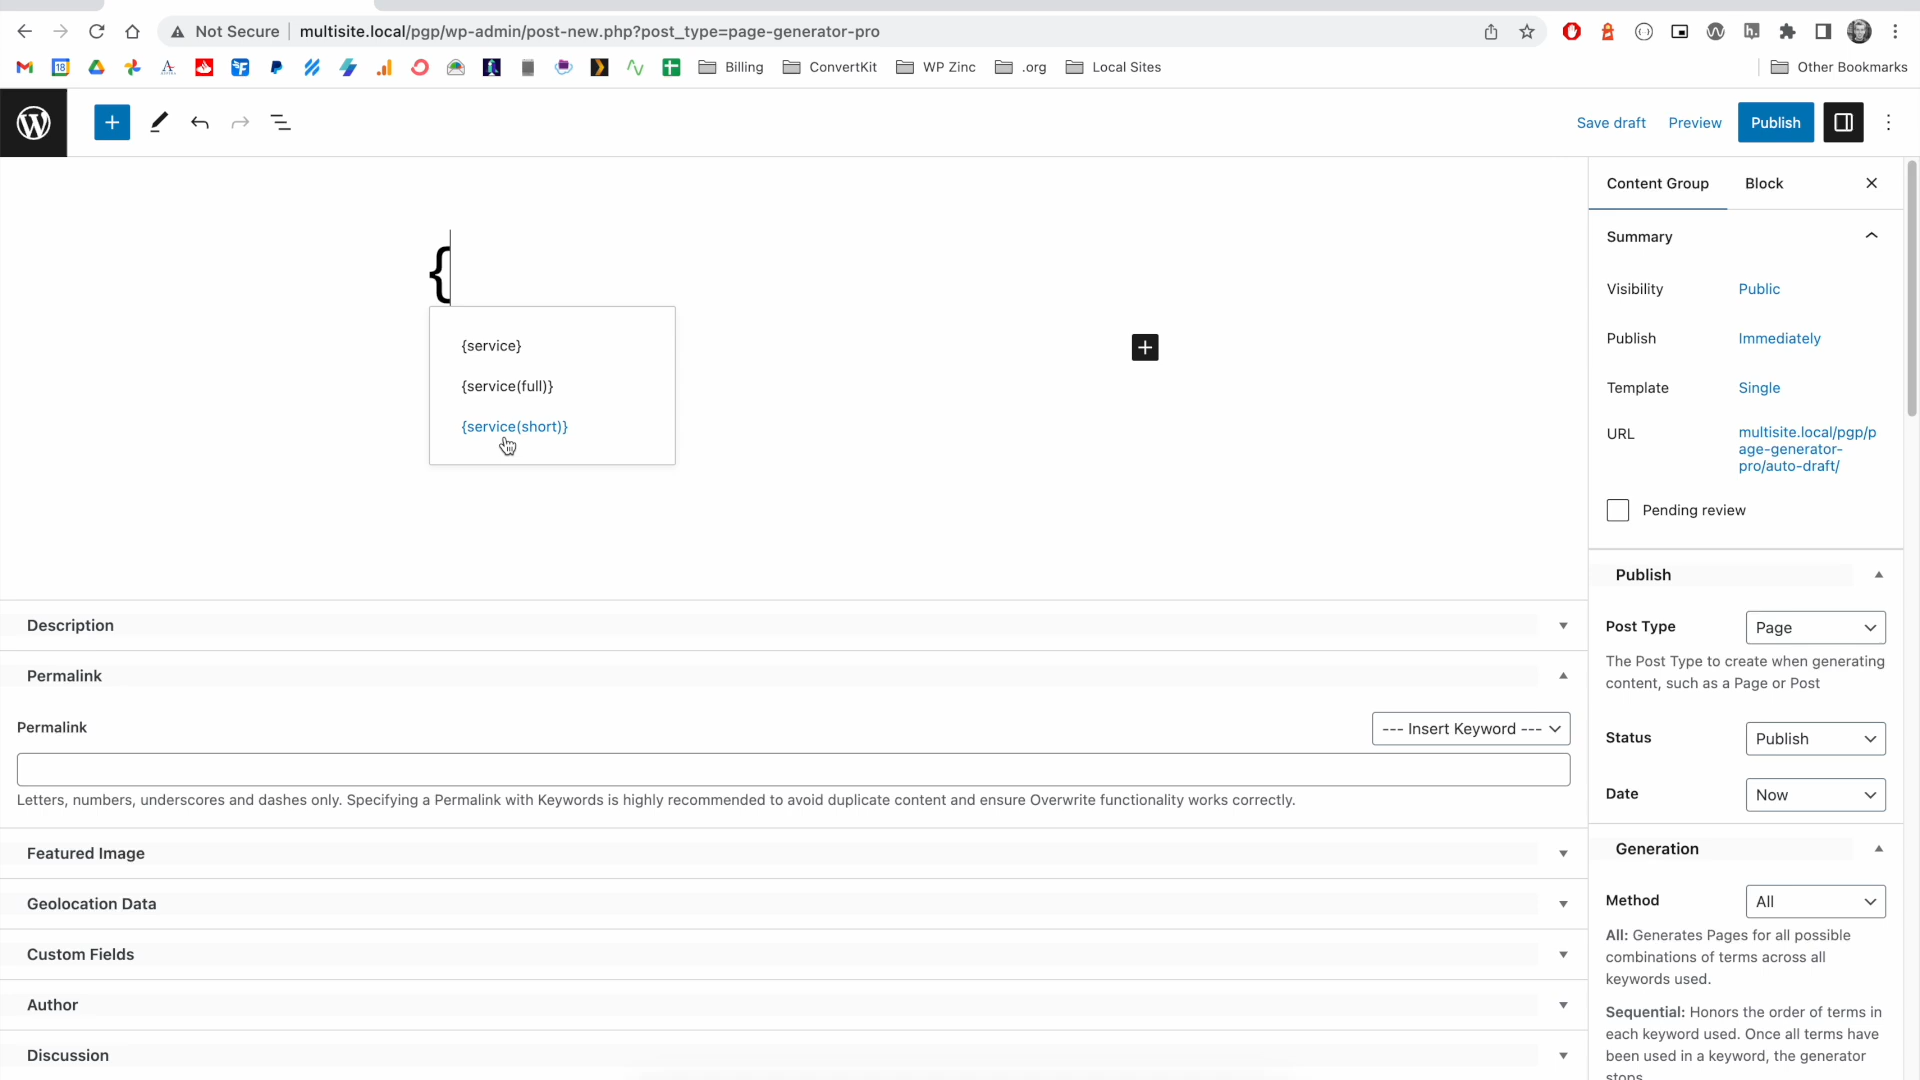 Not Secure
multisite.local/pgp/wp-admin/post-new.php?post_type=page-generator-pro
18
Billing
ConvertKit
WP Zinc
.org
Local Sites
Other Bookmarks
Save draft
Preview
Publish
{
{service}
{service(full)}
{service(short)}
Content Group
Block
Summary
Visibility
Public
Publish
Immediately
Template
Single
URL
multisite.local/pgp/p
age-generator-
pro/auto-draft/
Pending review
Publish
Post Type
Page
The Post Type to create when generating
content, such as a Page or Post
Status
Publish
Date
Now
Generation
Method
All
All: Generates Pages for all possible
combinations of terms across all
keywords used.
Sequential: Honors the order of terms in
each keyword used. Once all terms have
been used in a keyword, the generator
stops.
Description
Permalink
Permalink
--- Insert Keyword ---
Letters, numbers, underscores and dashes only. Specifying a Permalink with Keywords is highly recommended to avoid duplicate content and ensure Overwrite functionality works correctly.
Featured Image
Geolocation Data
Custom Fields
Author
Discussion